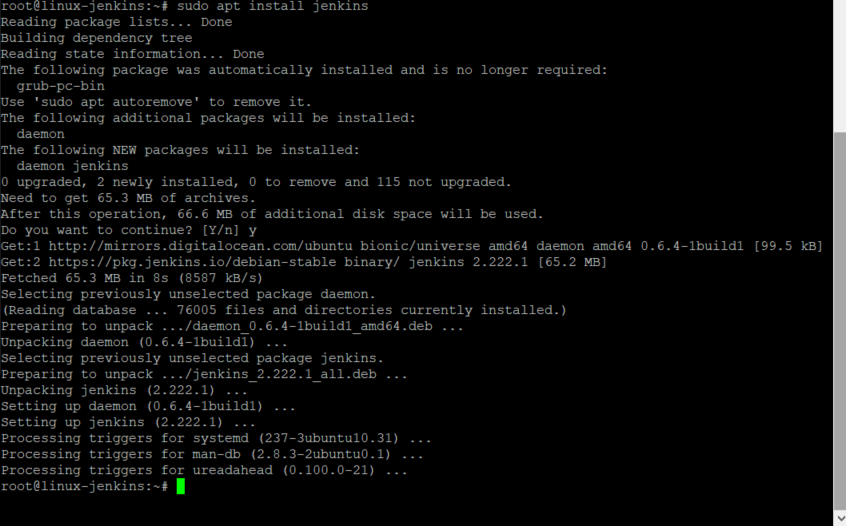 root@linux-jenkins:~# sudo apt install jenkins
Reading package lists... Done
Building dependency tree
Reading state information... Done
The following package was automatically installed and is no longer required:
  grub-pc-bin
Use 'sudo apt autoremove' to remove it.
The following additional packages will be installed:
  daemon
The following NEW packages will be installed:
  daemon jenkins
0 upgraded, 2 newly installed, 0 to remove and 115 not upgraded.
Need to get 65.3 MB of archives.
After this operation, 66.6 MB of additional disk space will be used.
Do you want to continue? [Y/n] y
Get:1 http://mirrors.digitalocean.com/ubuntu bionic/universe amd64 daemon amd64 0.6.4-1build1 [99.5 kB]
Get:2 https://pkg.jenkins.io/debian-stable binary/ jenkins 2.222.1 [65.2 MB]
Fetched 65.3 MB in 8s (8587 kB/s)
Selecting previously unselected package daemon.
(Reading database ... 76005 files and directories currently installed.)
Preparing to unpack .../daemon_0.6.4-1build1_amd64.deb ...
Unpacking daemon (0.6.4-1build1) ...
Selecting previously unselected package jenkins.
Preparing to unpack .../jenkins_2.222.1_all.deb ...
Unpacking jenkins (2.222.1) ...
Setting up daemon (0.6.4-1build1) ...
Setting up jenkins (2.222.1) ...
Processing triggers for systemd (237-3ubuntu10.31) ...
Processing triggers for man-db (2.8.3-2ubuntu0.1) ...
Processing triggers for ureadahead (0.100.0-21) ...
root@linux-jenkins:~#